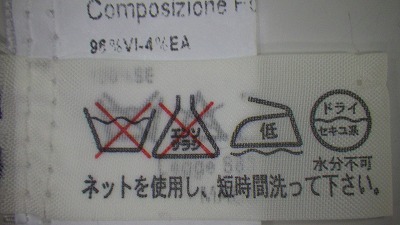 Composizione
96%VI-4%EA
エンソ
サラシ
低
ドライ
セキユ系
水分不可
ネットを使用し、短時間洗って下さい。